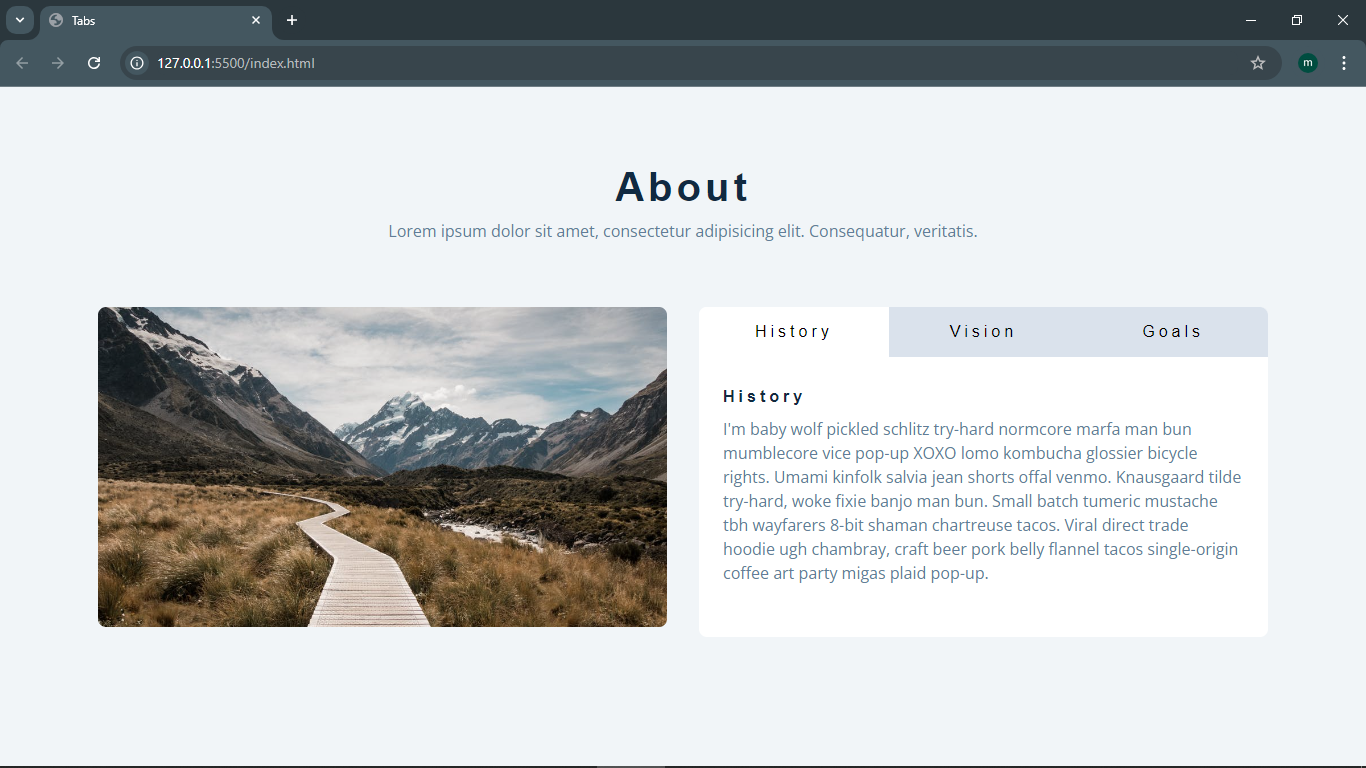 Tabs
127.0.0.1:5500/index.html
m
About
Lorem ipsum dolor sit amet, consectetur adipisicing elit. Consequatur, veritatis.
History Vision Goals
History
I'm baby wolf pickled schlitz try-hard normcore marfa man bun
mumblecore vice pop-up XOXO lomo kombucha glossier bicycle
rights. Umami kinfolk salvia jean shorts offal venmo. Knausgaard tilde
try-hard, woke fixie banjo man bun. Small batch tumeric mustache
tbh wayfarers 8-bit shaman chartreuse tacos. Viral direct trade
hoodie ugh chambray, craft beer pork belly flannel tacos single-origin
coffee art party migas plaid pop-up.